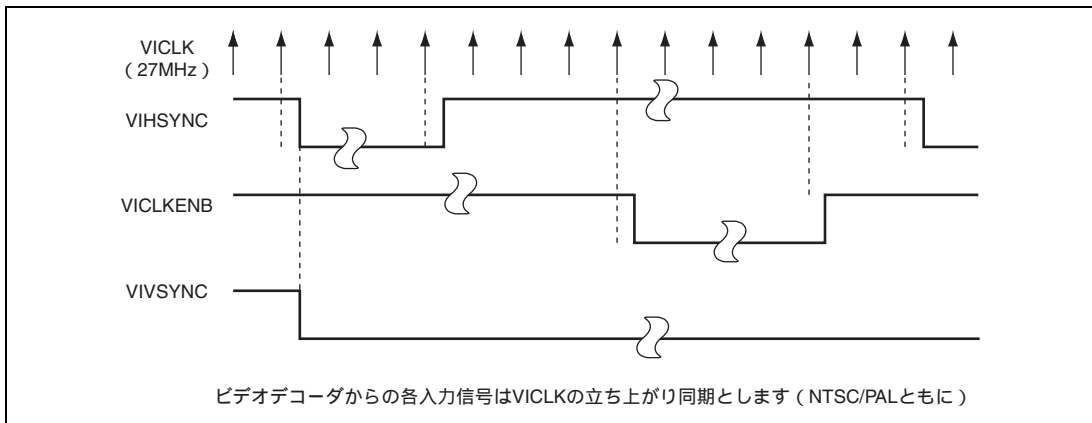 VICLK
（27MHz）
VIHSYNC
VICLKENB
VIVSYNC
ビデオデコーダからの各入力信号はVICLKの立ち上がり同期とします（NTSC/PALともに）